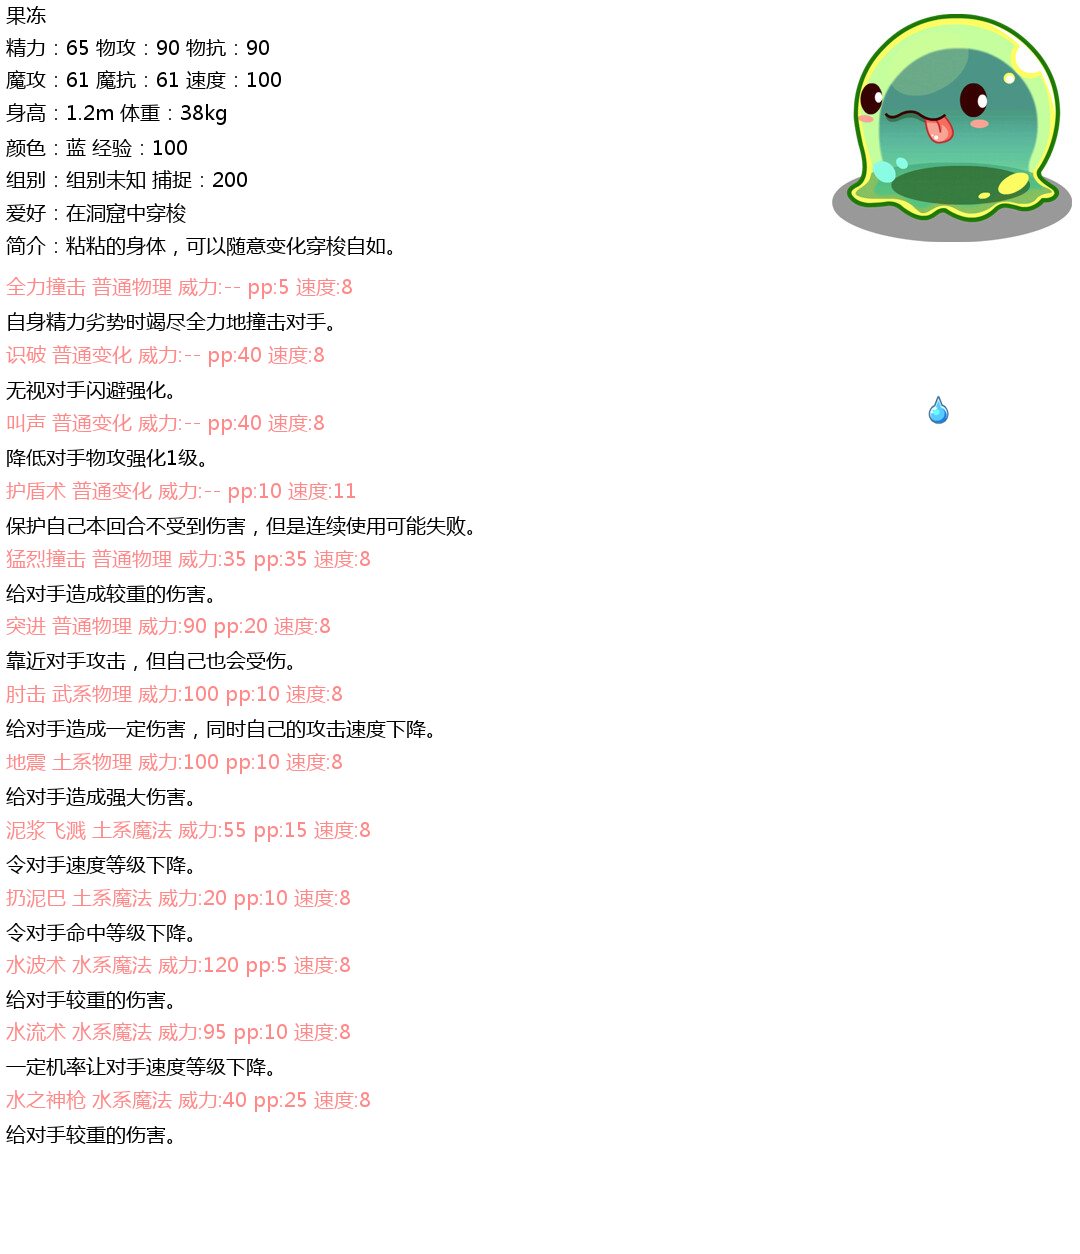 果冻
精力：65 物攻：90 物抗：90
魔攻：61 魔抗：61 速度：100
身高：1.2m 体重：38kg
颜色：蓝 经验：100
组别：组别未知 捕捉：200
爱好：在洞窟中穿梭
简介：粘粘的身体，可以随意变化穿梭自如。
全力撞击 普通物理 威力:-- pp:5 速度:8
自身精力劣势时竭尽全力地撞击对手。
识破 普通变化 威力:-- pp:40 速度:8
无视对手闪避强化。
叫声 普通变化 威力:-- pp:40 速度:8
降低对手物攻强化1级。
护盾术 普通变化 威力:-- pp:10 速度:11
保护自己本回合不受到伤害，但是连续使用可能失败。
猛烈撞击 普通物理 威力:35 pp:35 速度:8
给对手造成较重的伤害。
突进 普通物理 威力:90 pp:20 速度:8
靠近对手攻击，但自己也会受伤。
肘击 武系物理 威力:100 pp:10 速度:8
给对手造成一定伤害，同时自己的攻击速度下降。
地震 土系物理 威力:100 pp:10 速度:8
给对手造成强大伤害。
泥浆飞溅 土系魔法 威力:55 pp:15 速度:8
令对手速度等级下降。
扔泥巴 土系魔法 威力:20 pp:10 速度:8
令对手命中等级下降。
水波术 水系魔法 威力:120 pp:5 速度:8
给对手较重的伤害。
水流术 水系魔法 威力:95 pp:10 速度:8
一定机率让对手速度等级下降。
水之神枪 水系魔法 威力:40 pp:25 速度:8
给对手较重的伤害。